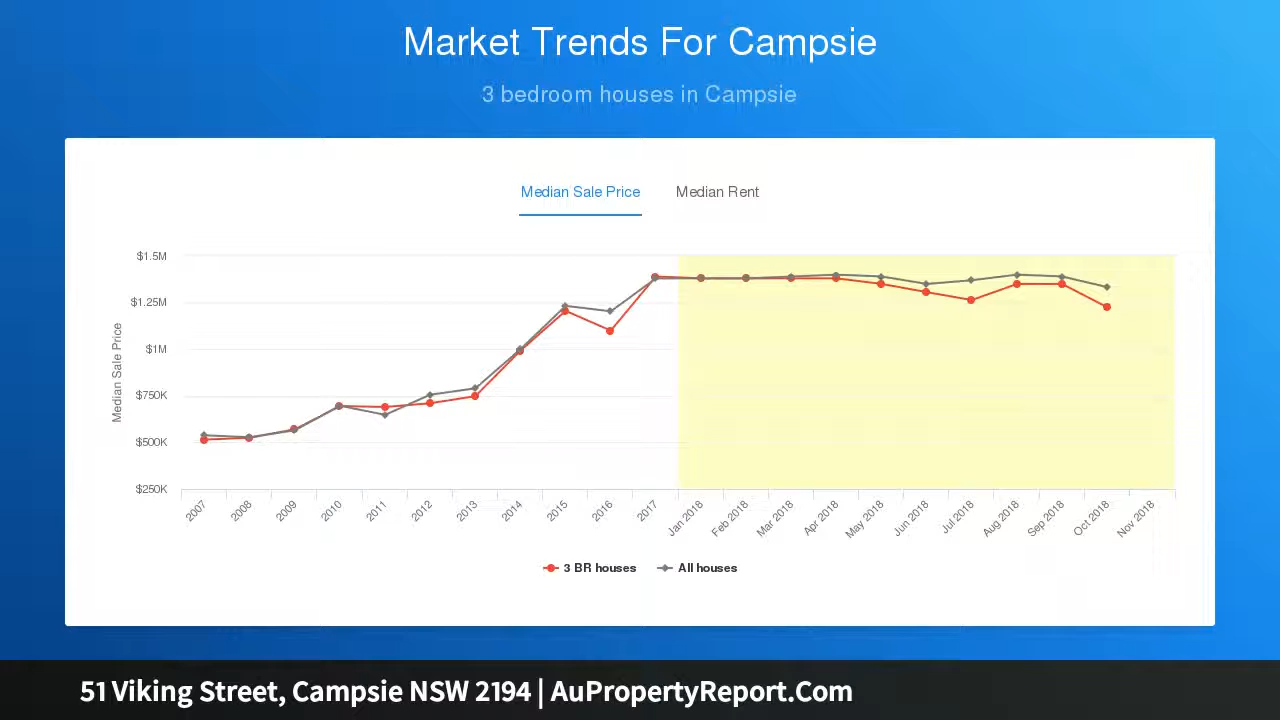 Market Trends For Campsie
3 bedroom houses in Campsie
Median Sale Price Median Rent
Median Sale Price
$1.5M
$1.25M
$1M
$750K
$500K
$250K
2007 2008 2009 2010 2011 2012 2013 2014 2015 2016 2017 Jan 2018 Feb 2018 Mar 2018 Apr 2018 May 2018 Jun 2018 Jul 2018 Aug 2018 Sep 2018 Oct 2018 Nov 2018
3 BR houses All houses
51 Viking Street, Campsie NSW 2194 | AuPropertyReport.Com